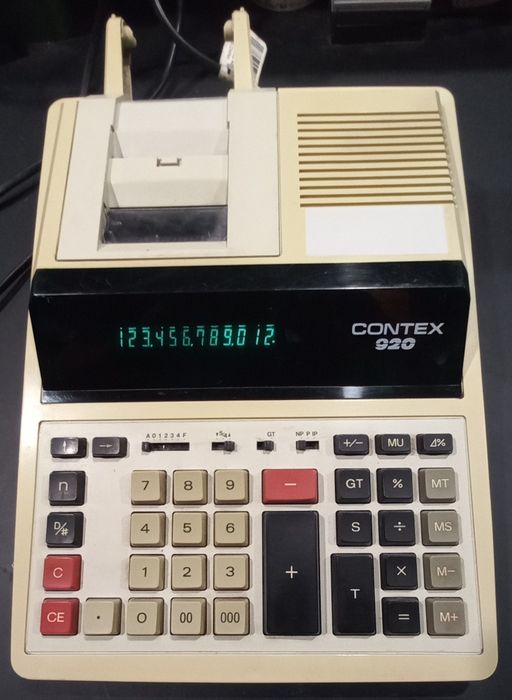 123,456,789,012.
CONTEX
920
A 0 1 2 3 4 F
GT
NP P IP
+/− MU Δ%
n 7 8 9 − GT % MT
D/# 4 5 6 S ÷ MS
C 1 2 3 + T × M−
CE . 0 00 000 = M+